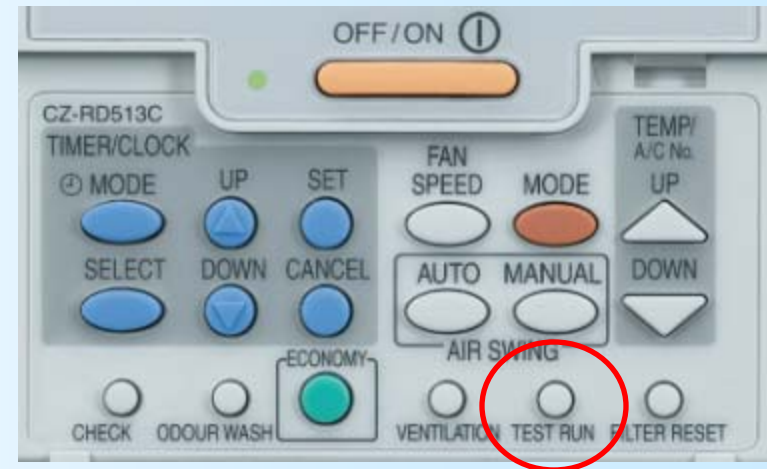 OFF/ON
CZ-RD513C
TIMER/CLOCK
MODE UP SET
SELECT DOWN CANCEL
FAN
SPEED MODE
AUTO MANUAL
AIR SWING
TEMP/
A/C No.
UP
DOWN
ECONOMY
CHECK ODOUR WASH VENTILATION TEST RUN FILTER RESET